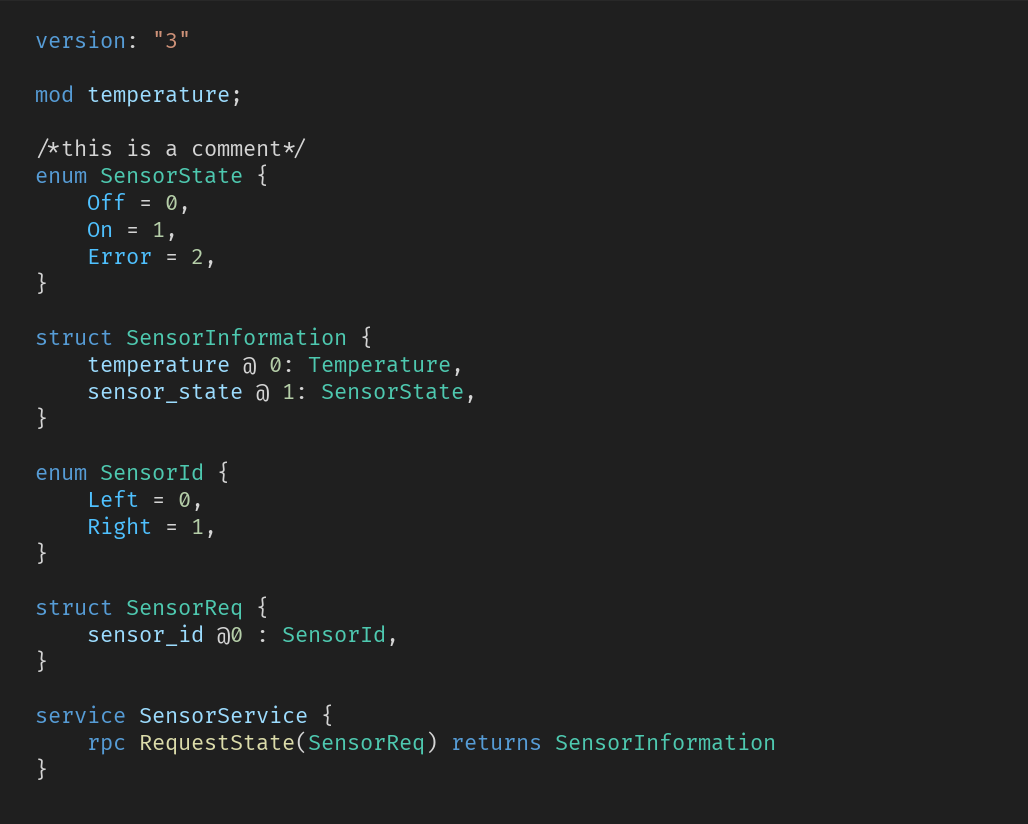 version: "3"
mod temperature;
/*this is a comment*/
enum SensorState {
    Off = 0,
    On = 1,
    Error = 2,
}
struct SensorInformation {
    temperature @ 0: Temperature,
    sensor_state @ 1: SensorState,
}
enum SensorId {
    Left = 0,
    Right = 1,
}
struct SensorReq {
    sensor_id @0 : SensorId,
}
service SensorService {
    rpc RequestState(SensorReq) returns SensorInformation
}